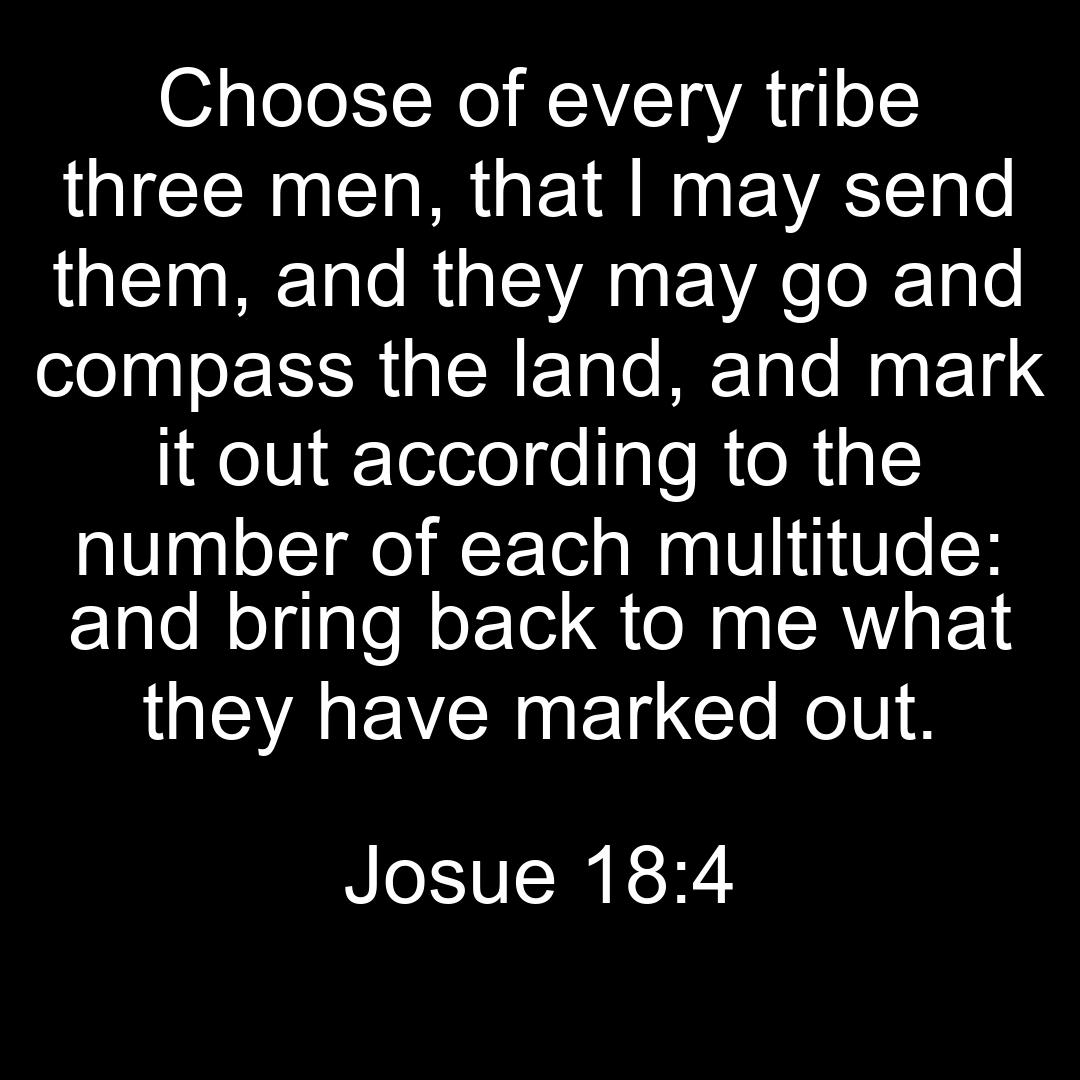 Choose of every tribe
three men, that I may send
them, and they may go and
compass the land, and mark
it out according to the
number of each multitude:
and bring back to me what
they have marked out.
Josue 18:4